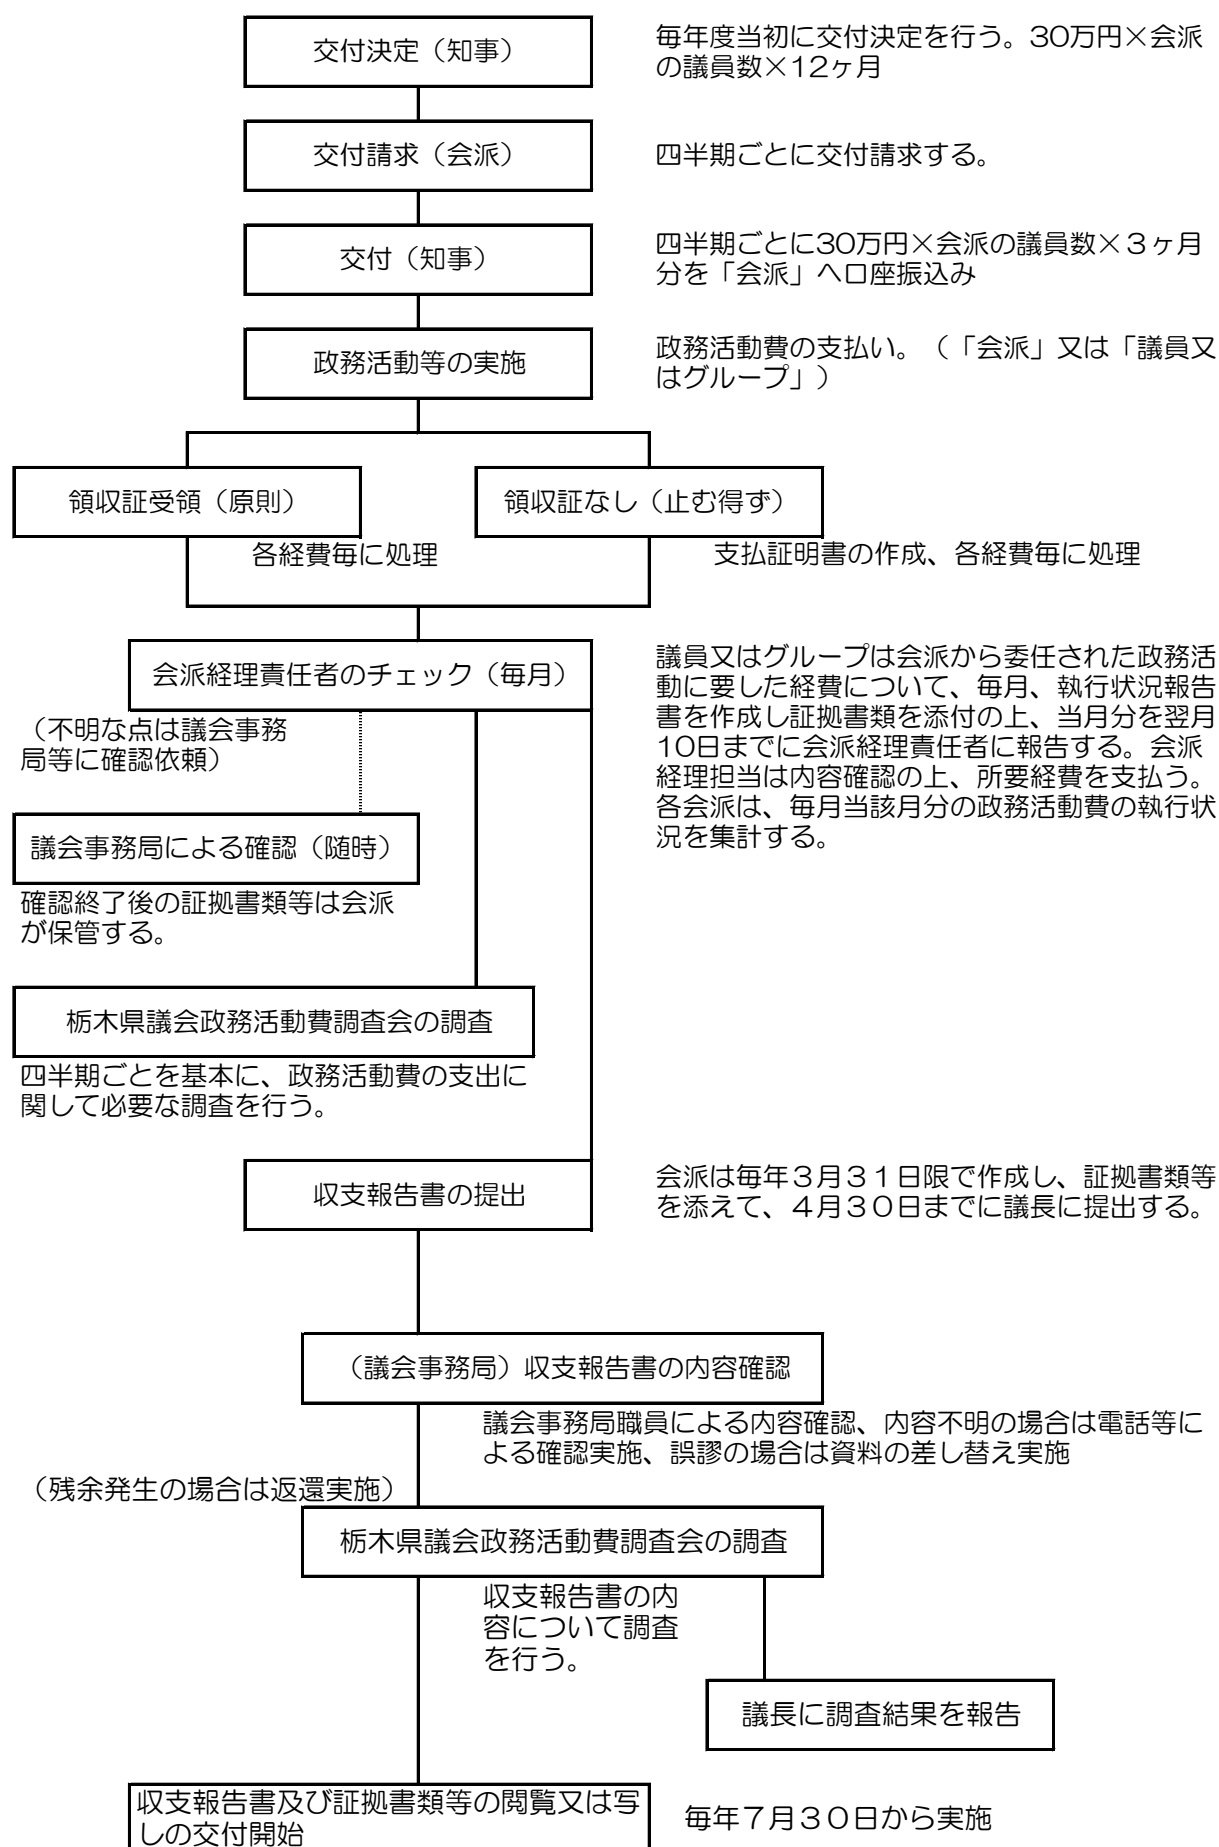 交付決定（知事）
毎年度当初に交付決定を行う。30万円×会派
の議員数×12ヶ月
交付請求（会派）
四半期ごとに交付請求する。
交付（知事）
四半期ごとに30万円×会派の議員数×３ヶ月
分を「会派」へ口座振込み
政務活動等の実施
政務活動費の支払い。（「会派」又は「議員又
はグループ」）
領収証受領（原則）
領収証なし（止む得ず）
各経費毎に処理
支払証明書の作成、各経費毎に処理
会派経理責任者のチェック（毎月）
議員又はグループは会派から委任された政務活
動に要した経費について、毎月、執行状況報告
書を作成し証拠書類を添付の上、当月分を翌月
10日までに会派経理責任者に報告する。会派
経理担当は内容確認の上、所要経費を支払う。
各会派は、毎月当該月分の政務活動費の執行状
況を集計する。
（不明な点は議会事務
局等に確認依頼）
議会事務局による確認（随時）
確認終了後の証拠書類等は会派
が保管する。
栃木県議会政務活動費調査会の調査
四半期ごとを基本に、政務活動費の支出に
関して必要な調査を行う。
収支報告書の提出
会派は毎年３月３１日限で作成し、証拠書類等
を添えて、４月３０日までに議長に提出する。
（議会事務局）収支報告書の内容確認
議会事務局職員による内容確認、内容不明の場合は電話等に
よる確認実施、誤謬の場合は資料の差し替え実施
（残余発生の場合は返還実施）
栃木県議会政務活動費調査会の調査
収支報告書の内
容について調査
を行う。
議長に調査結果を報告
収支報告書及び証拠書類等の閲覧又は写
しの交付開始
毎年７月３０日から実施